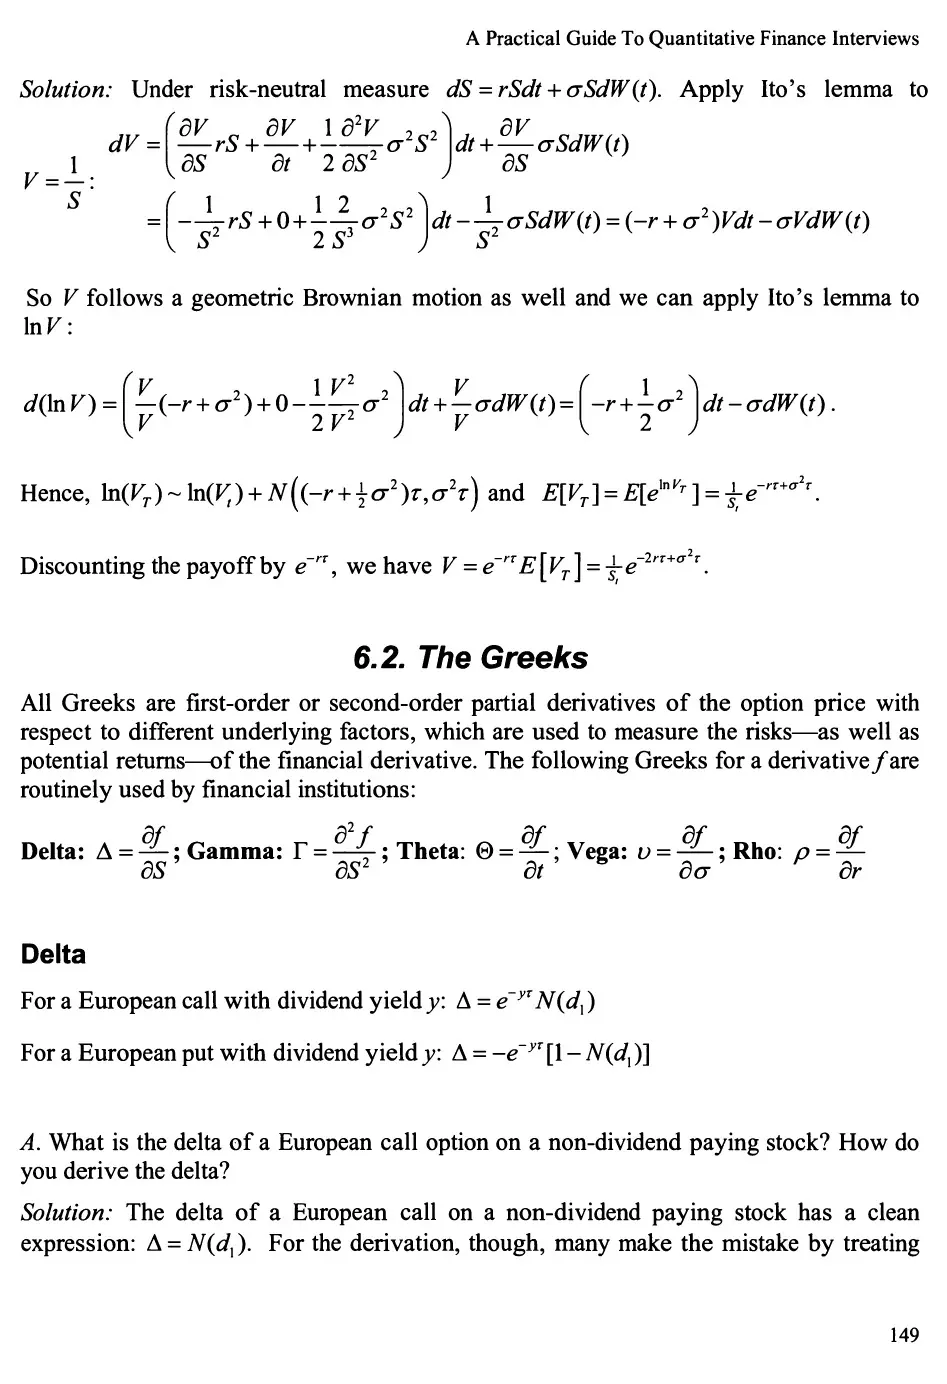 A Practical Guide To Quantitative Finance Interviews
Solution: Under risk-neutral measure dS = rSdt + σSdW(t). Apply Ito's lemma to
V = 1/S :
dV = (∂V/∂S rS + ∂V/∂t + 1/2 ∂²V/∂S² σ²S²)dt + ∂V/∂S σSdW(t)
= (−1/S² rS + 0 + 1/2 2/S³ σ²S²)dt − 1/S² σSdW(t) = (−r + σ²)Vdt − σVdW(t)
So V follows a geometric Brownian motion as well and we can apply Ito's lemma to
ln V :
d(ln V) = (V/V (−r + σ²) + 0 − 1/2 V²/V² σ²)dt + V/V σdW(t) = (−r + 1/2 σ²)dt − σdW(t).
Hence, ln(V_T) ~ ln(V_t) + N((−r + ½σ²)τ, σ²τ) and E[V_T] = E[e^{ln V_T}] = 1/S_t e^{−rτ+σ²τ}.
Discounting the payoff by e^{−rτ}, we have V = e^{−rτ}E[V_T] = 1/S_t e^{−2rτ+σ²τ}.
6.2. The Greeks
All Greeks are first-order or second-order partial derivatives of the option price with
respect to different underlying factors, which are used to measure the risks—as well as
potential returns—of the financial derivative. The following Greeks for a derivative f are
routinely used by financial institutions:
Delta: Δ = ∂f/∂S ; Gamma: Γ = ∂²f/∂S² ; Theta: Θ = ∂f/∂t ; Vega: υ = ∂f/∂σ ; Rho: ρ = ∂f/∂r
Delta
For a European call with dividend yield y: Δ = e^{−yτ}N(d₁)
For a European put with dividend yield y: Δ = −e^{−yτ}[1 − N(d₁)]
A. What is the delta of a European call option on a non-dividend paying stock? How do
you derive the delta?
Solution: The delta of a European call on a non-dividend paying stock has a clean
expression: Δ = N(d₁). For the derivation, though, many make the mistake by treating
149